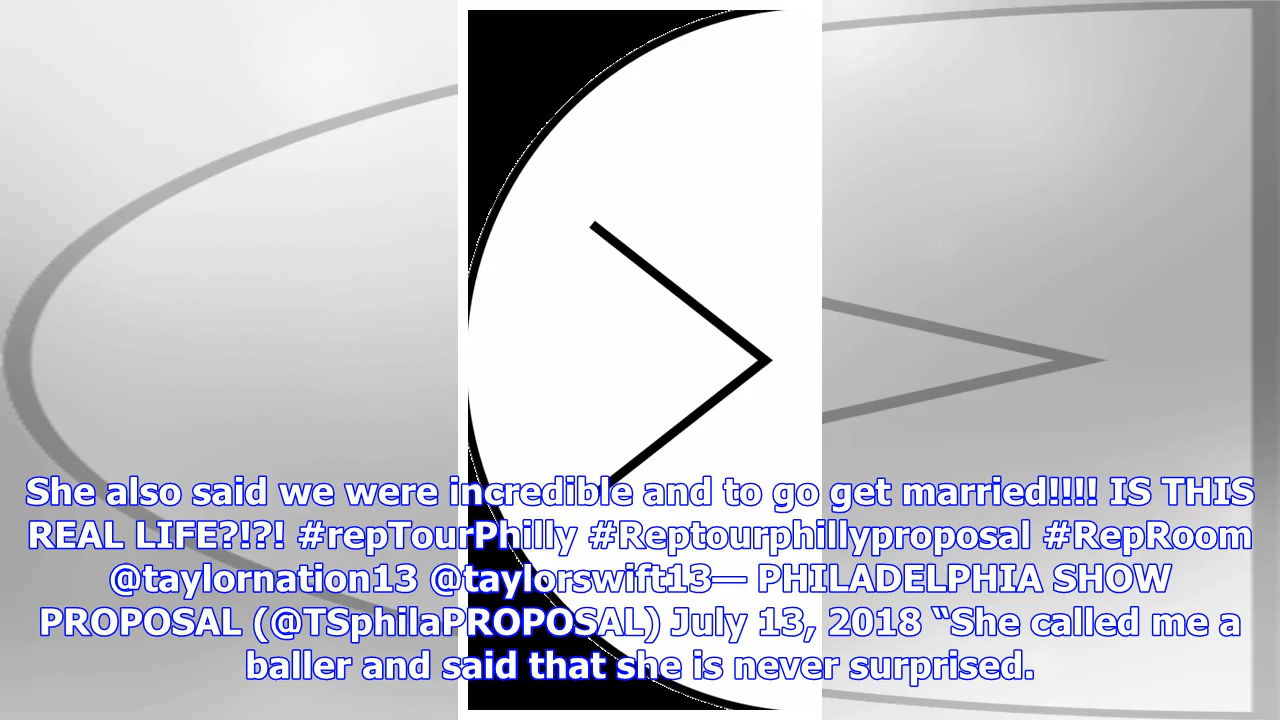 She also said we were incredible and to go get married!!!! IS THIS
REAL LIFE?!?! #repTourPhilly #Reptourphillyproposal #RepRoom
@taylornation13 @taylorswift13— PHILADELPHIA SHOW
PROPOSAL (@TSphilaPROPOSAL) July 13, 2018 “She called me a
baller and said that she is never surprised.